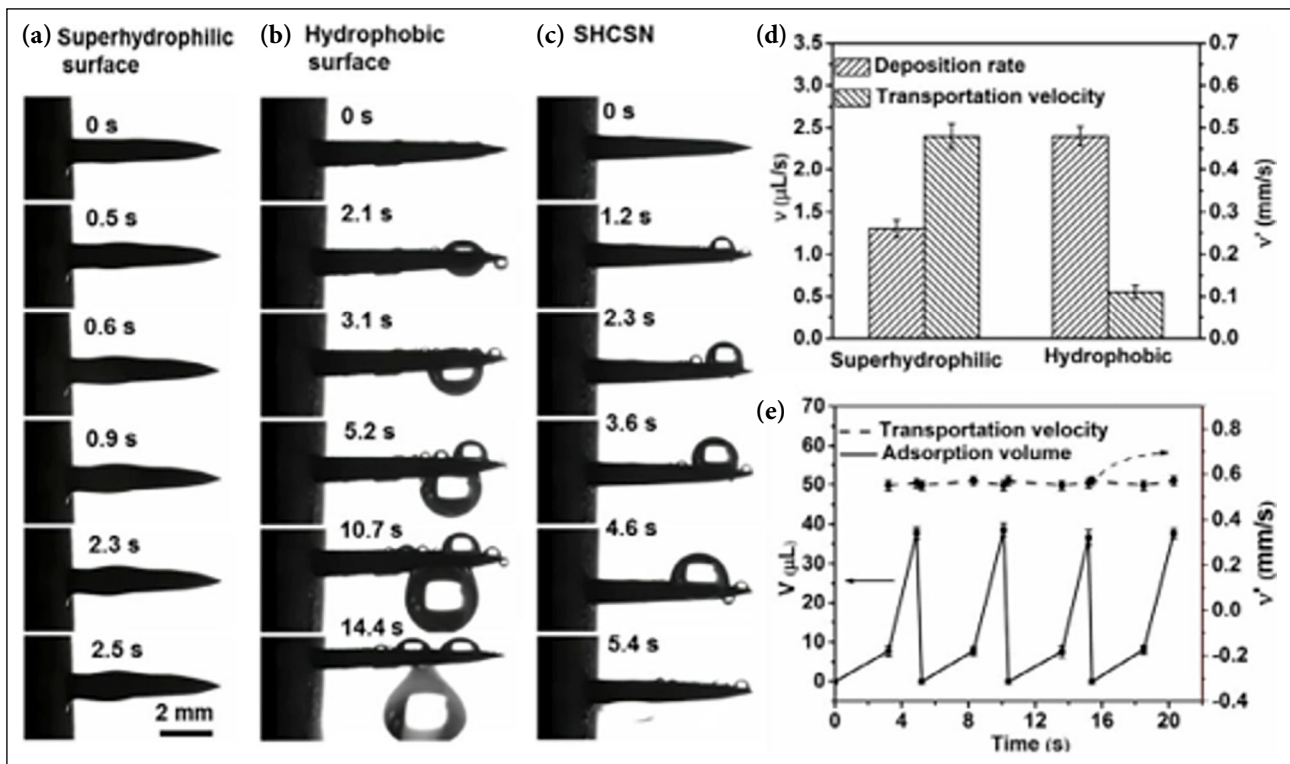 (a) Superhydrophilic
surface
0 s
0.5 s
0.6 s
0.9 s
2.3 s
2.5 s
2 mm
(b) Hydrophobic
surface
0 s
2.1 s
3.1 s
5.2 s
10.7 s
14.4 s
(c) SHCSN
0 s
1.2 s
2.3 s
3.6 s
4.6 s
5.4 s
(d)
3.5
3.0
2.5
2.0
1.5
1.0
0.5
0.0
v (μL/s)
Deposition rate
Transportation velocity
0.7
0.6
0.5
0.4
0.3
0.2
0.1
0.0
v' (mm/s)
Superhydrophilic
Hydrophobic
(e)
70
60
50
40
30
20
10
0
V (μL)
Transportation velocity
Adsorption volume
0.8
0.6
0.4
0.2
0.0
-0.2
-0.4
v' (mm/s)
0 4 8 12 16 20
Time (s)